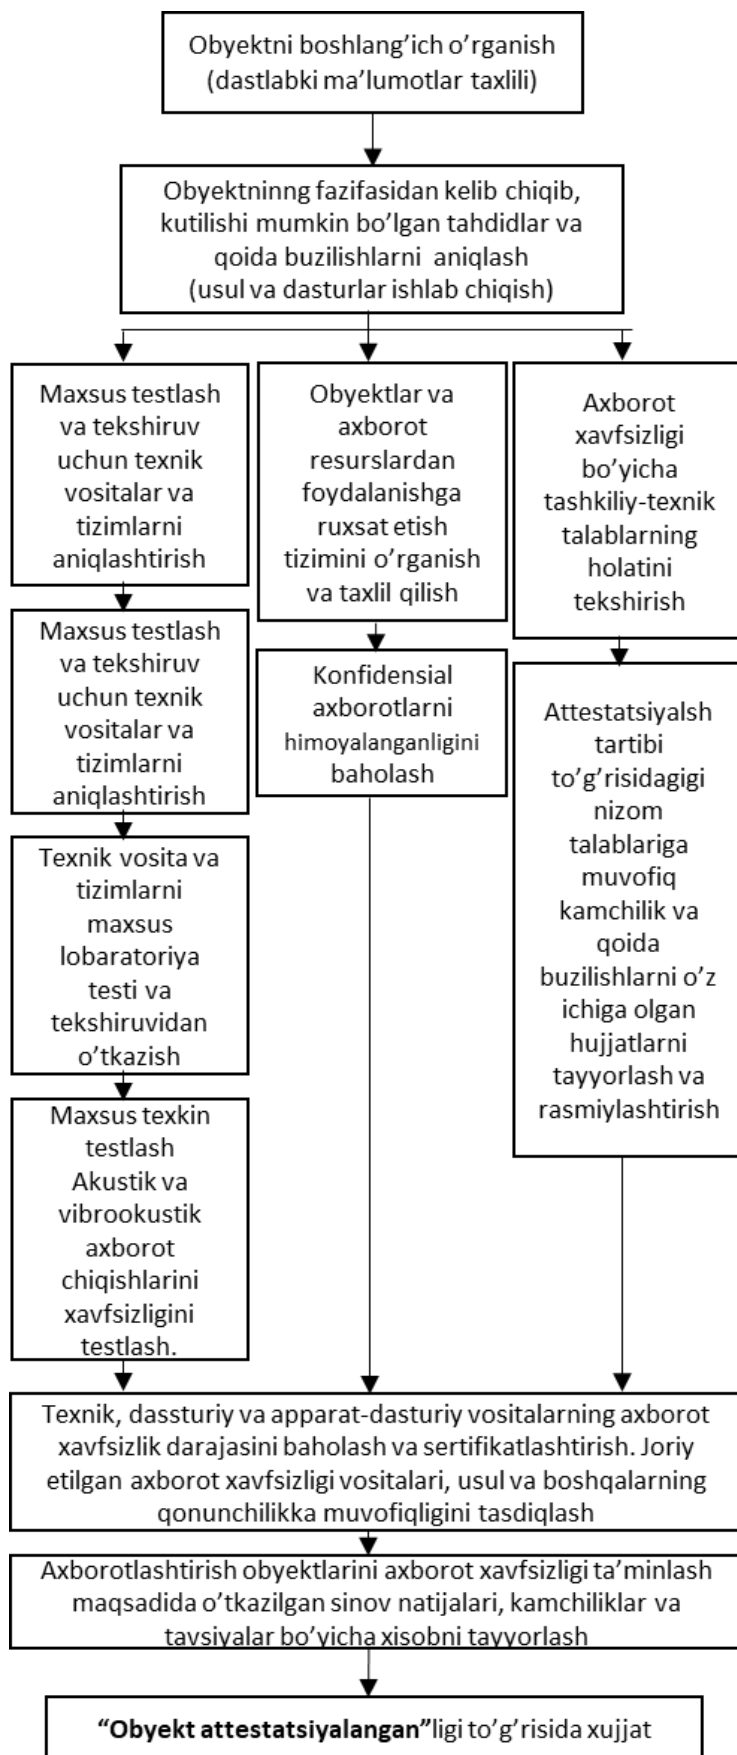 Obyektni boshlang’ich o’rganish
(dastlabki ma’lumotlar taxlili)
Obyektninng fazifasidan kelib chiqib,
kutilishi mumkin bo’lgan tahdidlar va
qoida buzilishlarni aniqlash
(usul va dasturlar ishlab chiqish)
Maxsus testlash
va tekshiruv
uchun texnik
vositalar va
tizimlarni
aniqlashtirish
Maxsus testlash
va tekshiruv
uchun texnik
vositalar va
tizimlarni
aniqlashtirish
Texnik vosita va
tizimlarni
maxsus
lobaratoriya
testi va
tekshiruvidan
o’tkazish
Maxsus texkin
testlash
Akustik va
vibrookustik
axborot
chiqishlarini
xavfsizligini
testlash.
Obyektlar va
axborot
resurslardan
foydalanishga
ruxsat etish
tizimini o’rganish
va taxlil qilish
Konfidensial
axborotlarni
himoyalanganligini
baholash
Axborot
xavfsizligi
bo’yicha
tashkiliy-texnik
talablarning
holatini
tekshirish
Attestatsiyalsh
tartibi
to’g’risidagigi
nizom
talablariga
muvofiq
kamchilik va
qoida
buzilishlarni o’z
ichiga olgan
hujjatlarni
tayyorlash va
rasmiylashtirish
Texnik, dassturiy va apparat-dasturiy vositalarning axborot
xavfsizlik darajasini baholash va sertifikatlashtirish. Joriy
etilgan axborot xavfsizligi vositalari, usul va boshqalarning
qonunchilikka muvofiqligini tasdiqlash
Axborotlashtirish obyektlarini axborot xavfsizligi ta’minlash
maqsadida o’tkazilgan sinov natijalari, kamchiliklar va
tavsiyalar bo’yicha xisobni tayyorlash
“Obyekt attestatsiyalangan”ligi to’g’risida xujjat